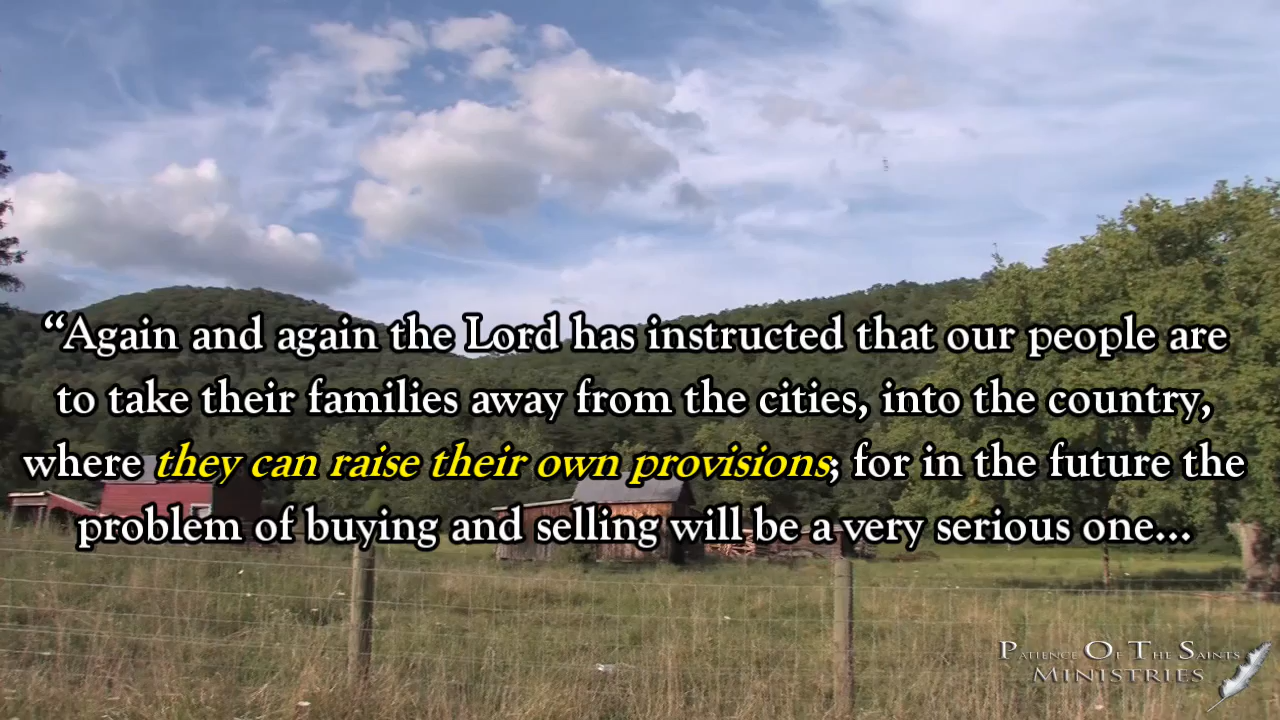 “Again and again the Lord has instructed that our people are
to take their families away from the cities, into the country,
where they can raise their own provisions; for in the future the
problem of buying and selling will be a very serious one...
Patience Of The Saints
Ministries